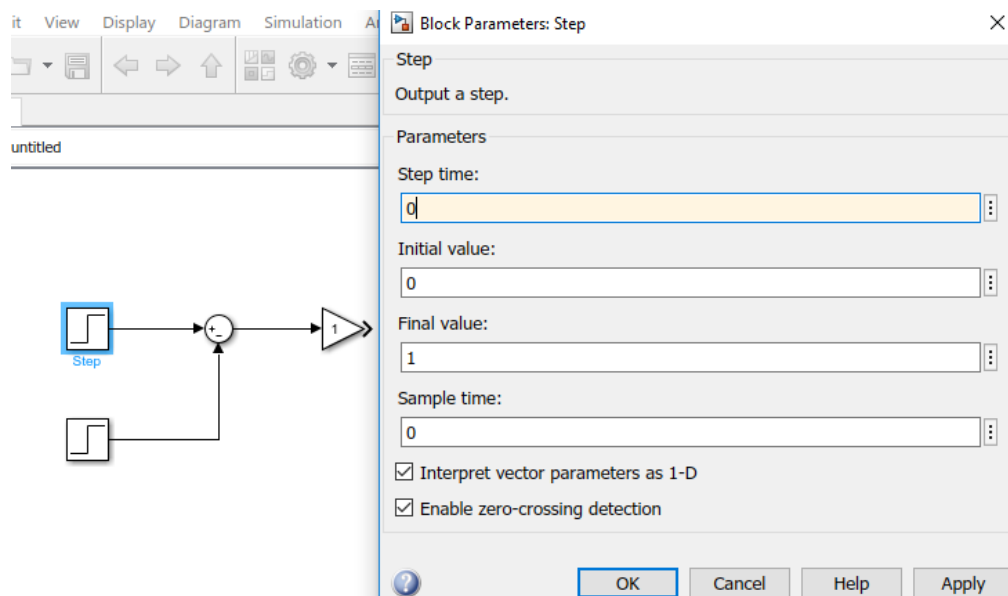 it View Display Diagram Simulation
untitled
Step
1
Block Parameters: Step
Step
Output a step.
Parameters
Step time:
0
Initial value:
0
Final value:
1
Sample time:
0
Interpret vector parameters as 1-D
Enable zero-crossing detection
OK Cancel Help Apply